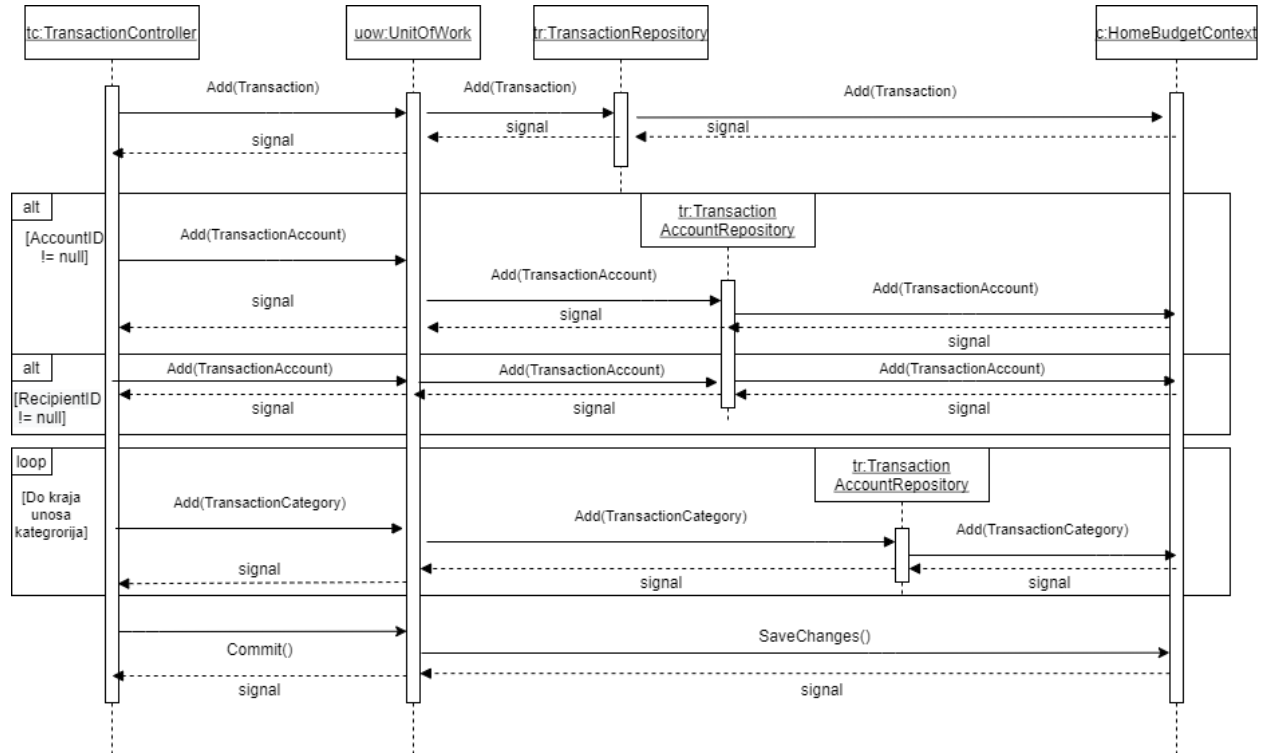 tc:TransactionController
uow:UnitOfWork
tr:TransactionRepository
c:HomeBudgetContext
Add(Transaction)
Add(Transaction)
Add(Transaction)
signal
signal
signal
alt
[AccountID
!= null]
tr:Transaction
AccountRepository
Add(TransactionAccount)
Add(TransactionAccount)
Add(TransactionAccount)
signal
signal
signal
alt
[RecipientID
!= null]
Add(TransactionAccount)
Add(TransactionAccount)
Add(TransactionAccount)
signal
signal
signal
loop
[Do kraja
unosa
kategrorija]
tr:Transaction
AccountRepository
Add(TransactionCategory)
Add(TransactionCategory)
Add(TransactionCategory)
signal
signal
signal
Commit()
SaveChanges()
signal
signal